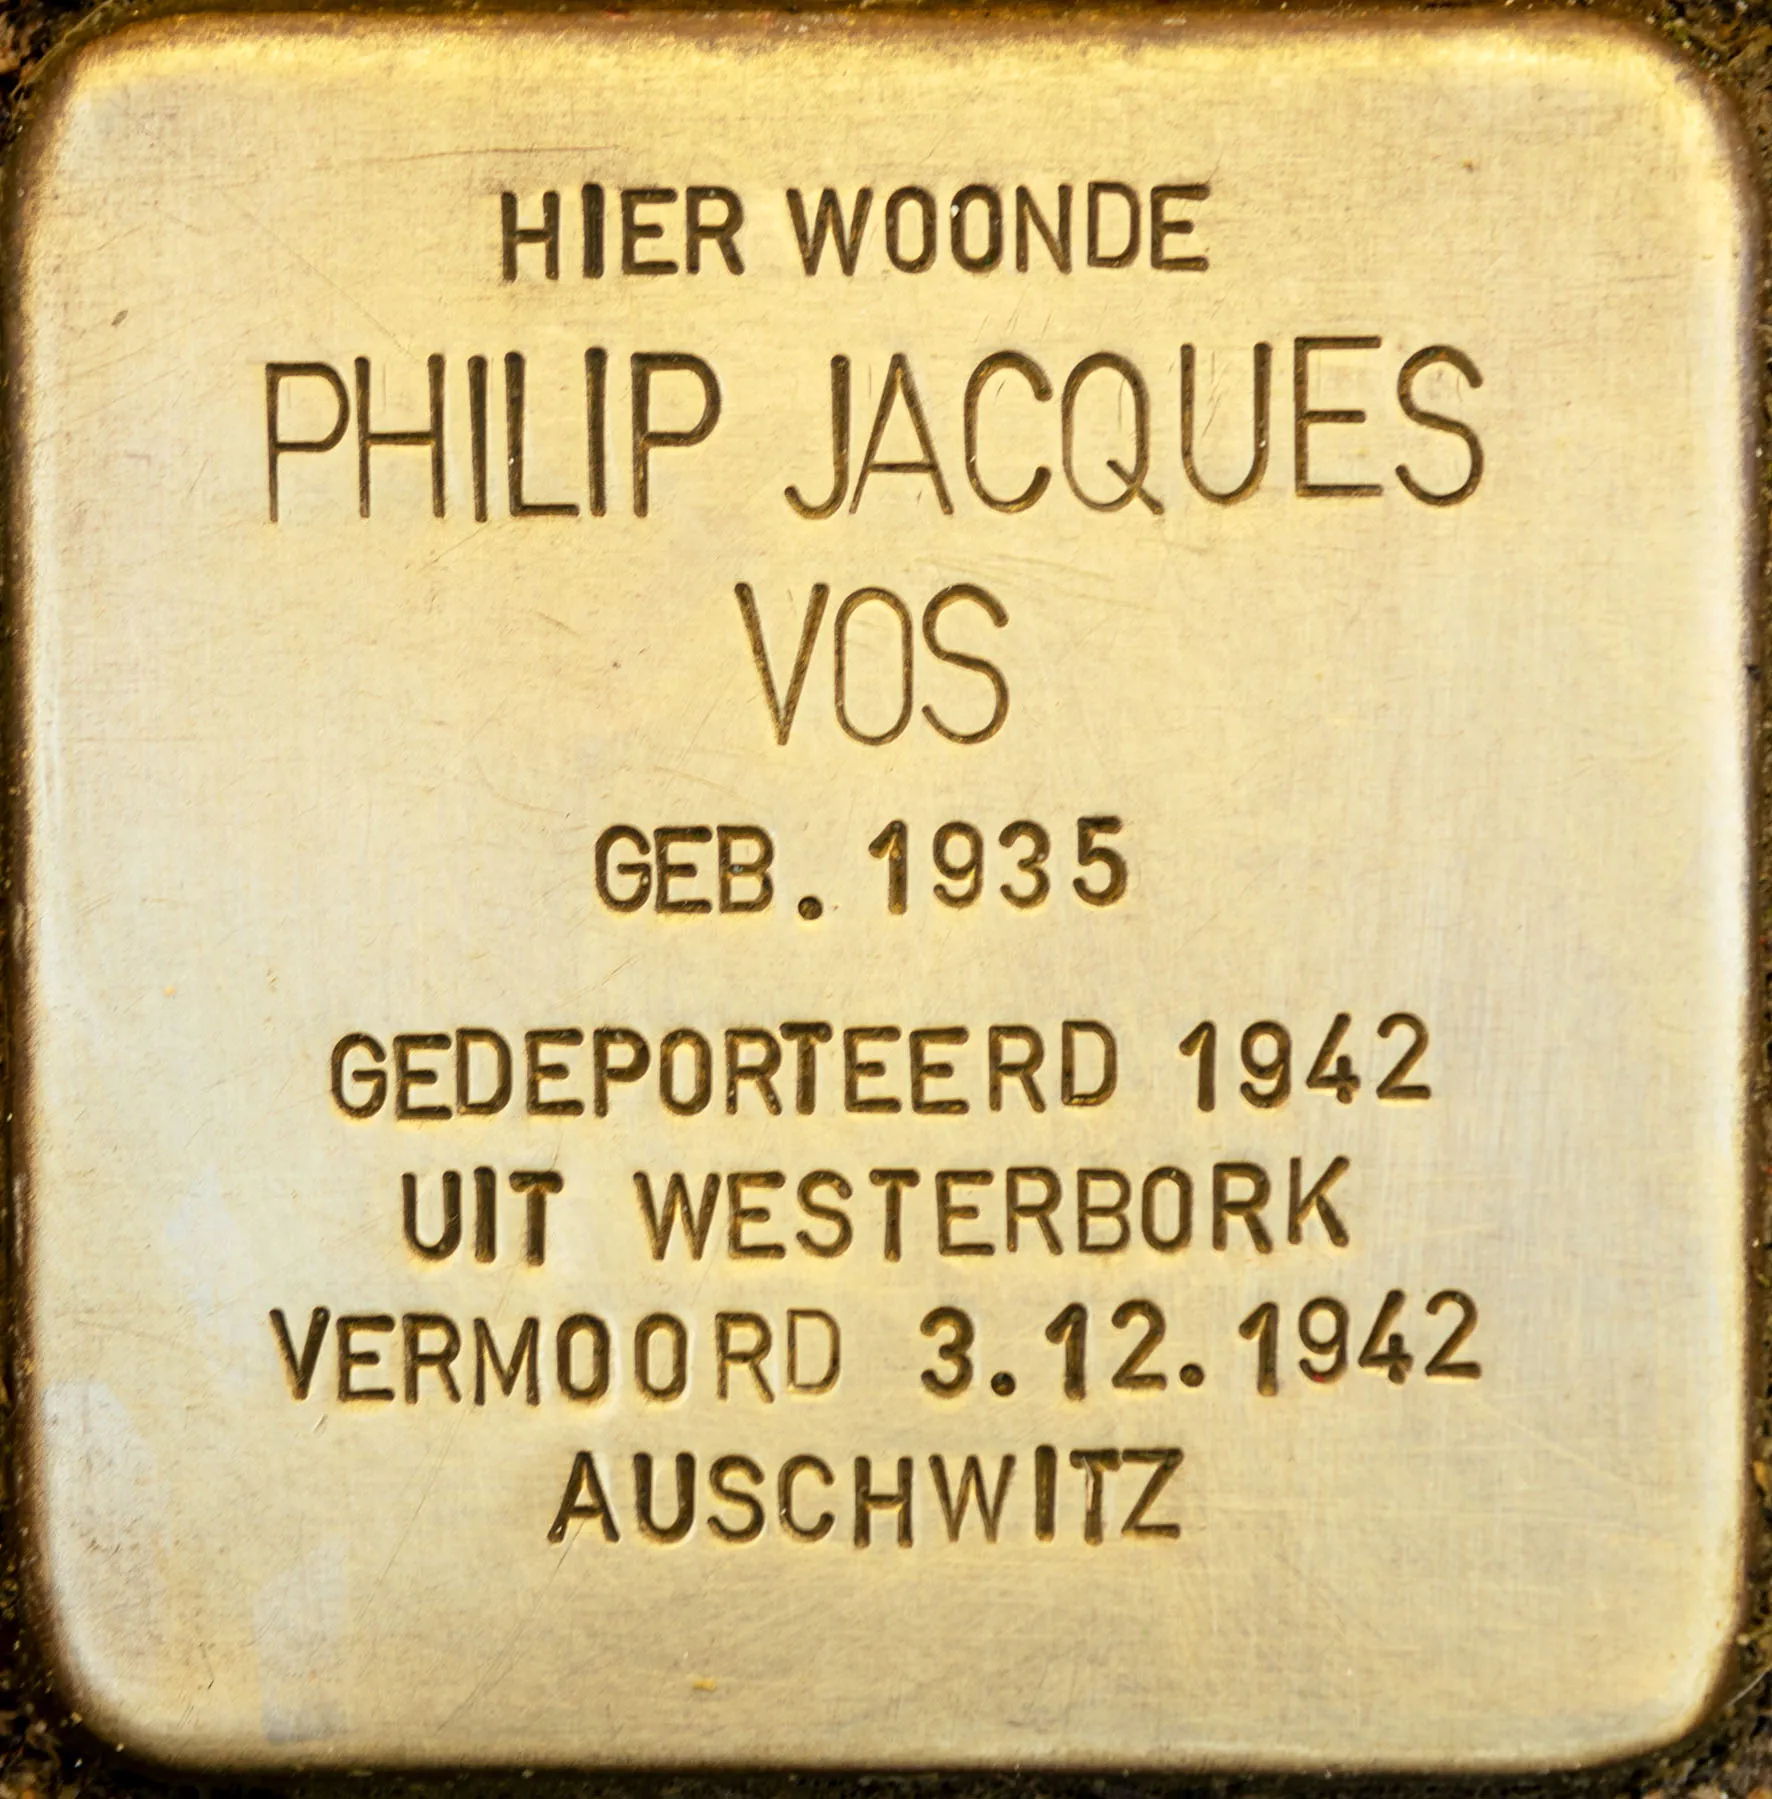 HIER WOONDE
PHILIP JACQUES
VOS
GEB. 1935
GEDEPORTEERD 1942
UIT WESTERBORK
VERMOORD 3.12.1942
AUSCHWITZ